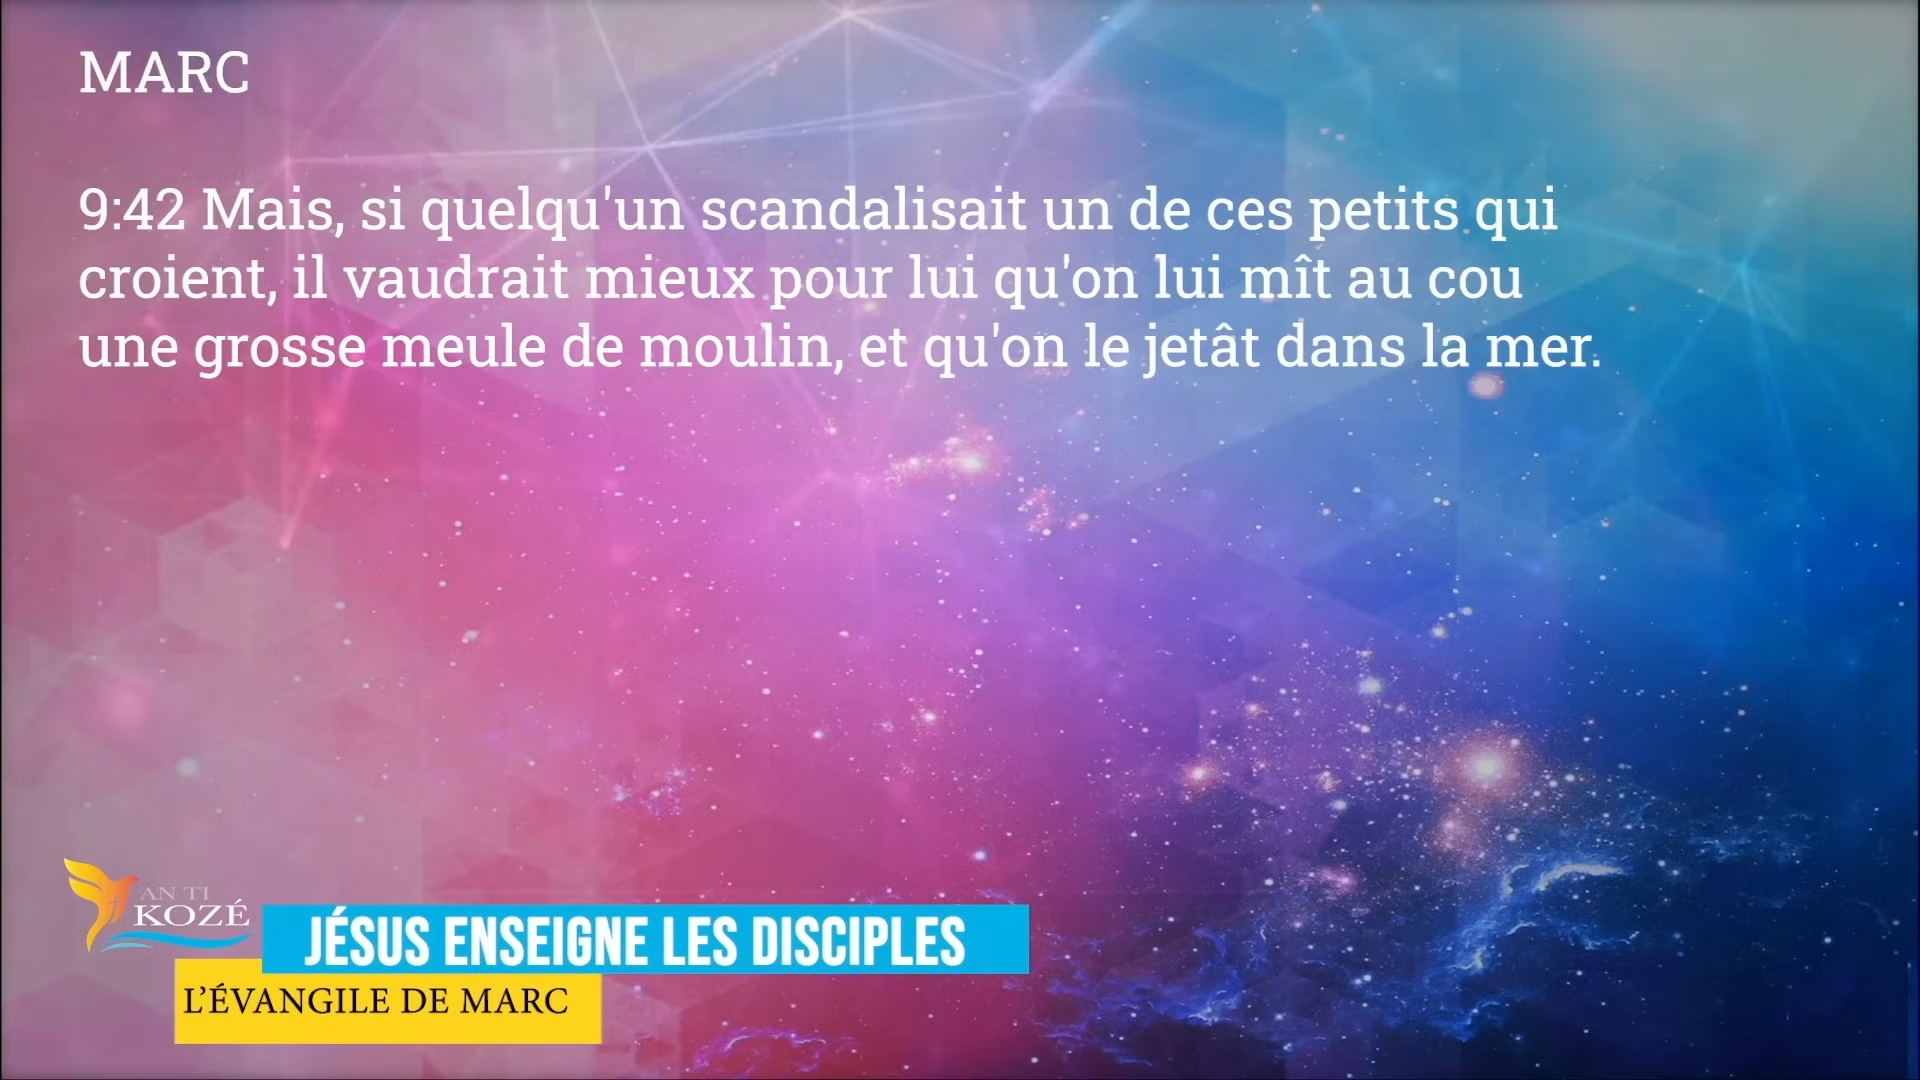 MARC
9:42 Mais, si quelqu'un scandalisait un de ces petits qui
croient, il vaudrait mieux pour lui qu'on lui mît au cou
une grosse meule de moulin, et qu'on le jetât dans la mer.
AN TI
KOZÉ
JÉSUS ENSEIGNE LES DISCIPLES
L'ÉVANGILE DE MARC